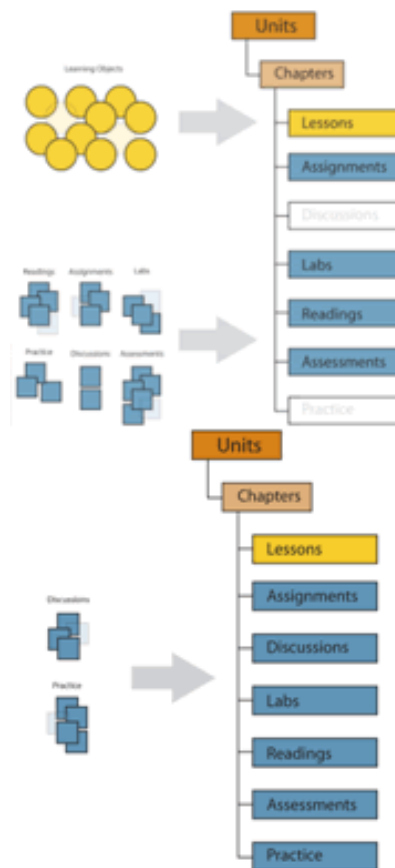 Units
Learning Objects
Chapters
Lessons
Assignments
Discussions
Labs
Readings
Assignments
Labs
Readings
Practice
Discussions
Assessments
Assessments
Practice
Units
Chapters
Lessons
Discussions
Assignments
Discussions
Practice
Labs
Readings
Assessments
Practice